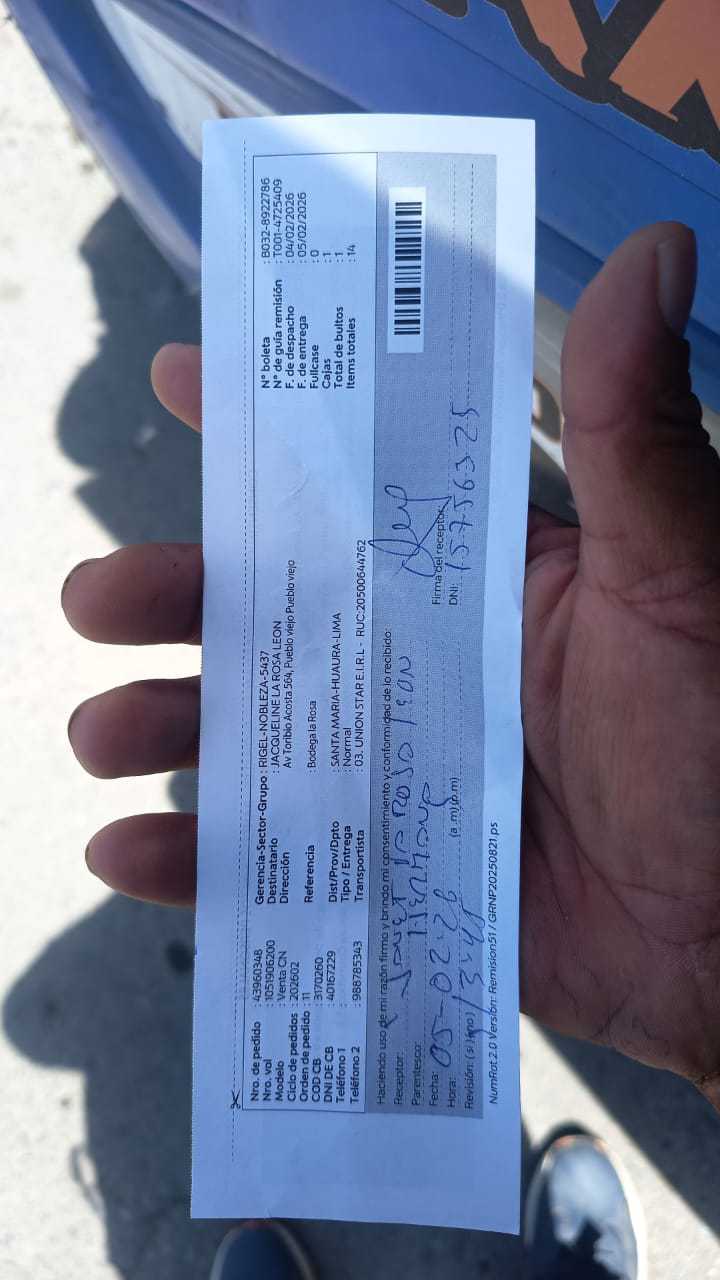 Nro. de pedido : 43960348
Nro. vol : 1051906200
Modelo : Venta CN
Ciclo de pedidos : 202602
Orden de pedido : 11
COD CB : 3170260
DNI DE CB : 40167229
Teléfono 1 :
Teléfono 2 : 988785343
Gerencia-Sector-Grupo : RIGEL-NOBLEZA-5437
Destinatario : JACQUELINE LA ROSA LEON
Dirección Av Toribio Acosta 564, Pueblo viejo Pueblo viejo
Referencia : Bodega la Rosa
Dist/Prov/Dpto : SANTA MARIA-HUAURA-LIMA
Tipo / Entrega : Normal
Transportista : 03. UNION STAR E.I.R.L - RUC:20500644762
N° boleta : B032-8922786
N° de guía remisión : T001-4725409
F. de despacho : 04/02/2026
F. de entrega : 05/02/2026
Fullcase : 0
Cajas : 1
Total de bultos : 1
Items totales : 14
Haciendo uso de mi razón firmo y brindo mi consentimiento y conformidad de lo recibido:
Receptor: La Rosa Leon
Parentesco: Hermana
Fecha: 05-02-26
Hora: 13:45 (a.m) (p.m)
Revisión: (si) (no)
Firma del receptor:
DNI: 15756325
NumRot.2.0 Versión: Remision51 / GRNP20250821.ps